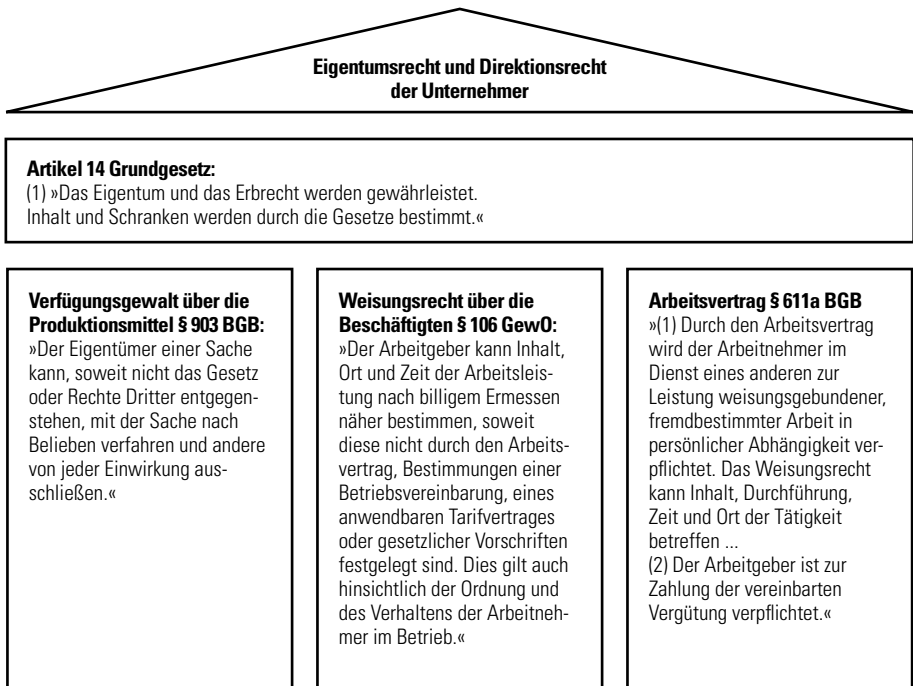 Eigentumsrecht und Direktionsrecht
der Unternehmer
Artikel 14 Grundgesetz:
(1) »Das Eigentum und das Erbrecht werden gewährleistet.
Inhalt und Schranken werden durch die Gesetze bestimmt.«
Verfügungsgewalt über die
Produktionsmittel § 903 BGB:
»Der Eigentümer einer Sache
kann, soweit nicht das Gesetz
oder Rechte Dritter entgegen-
stehen, mit der Sache nach
Belieben verfahren und andere
von jeder Einwirkung aus-
schließen.«
Weisungsrecht über die
Beschäftigten § 106 GewO:
»Der Arbeitgeber kann Inhalt,
Ort und Zeit der Arbeitsleis-
tung nach billigem Ermessen
näher bestimmen, soweit
diese nicht durch den Arbeits-
vertrag, Bestimmungen einer
Betriebsvereinbarung, eines
anwendbaren Tarifvertrages
oder gesetzlicher Vorschriften
festgelegt sind. Dies gilt auch
hinsichtlich der Ordnung und
des Verhaltens der Arbeitneh-
mer im Betrieb.«
Arbeitsvertrag § 611a BGB
»(1) Durch den Arbeitsvertrag
wird der Arbeitnehmer im
Dienst eines anderen zur
Leistung weisungsgebundener,
fremdbestimmter Arbeit in
persönlicher Abhängigkeit ver-
pflichtet. Das Weisungsrecht
kann Inhalt, Durchführung,
Zeit und Ort der Tätigkeit
betreffen ...
(2) Der Arbeitgeber ist zur
Zahlung der vereinbarten
Vergütung verpflichtet.«